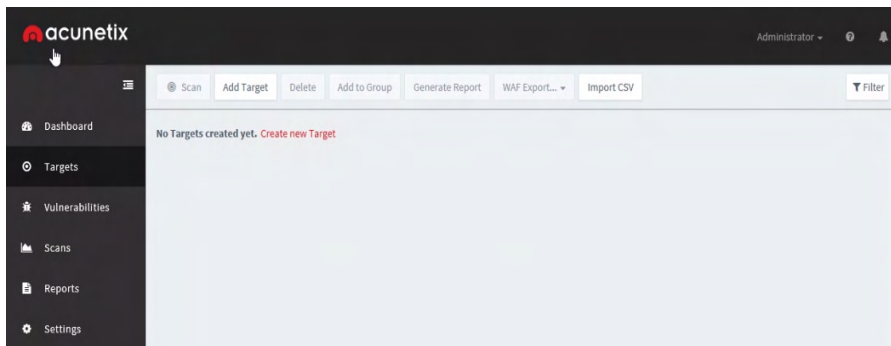 acunetix
Administrator
Scan Add Target Delete Add to Group Generate Report WAF Export... Import CSV Filter
Dashboard
No Targets created yet. Create new Target
Targets
Vulnerabilities
Scans
Reports
Settings